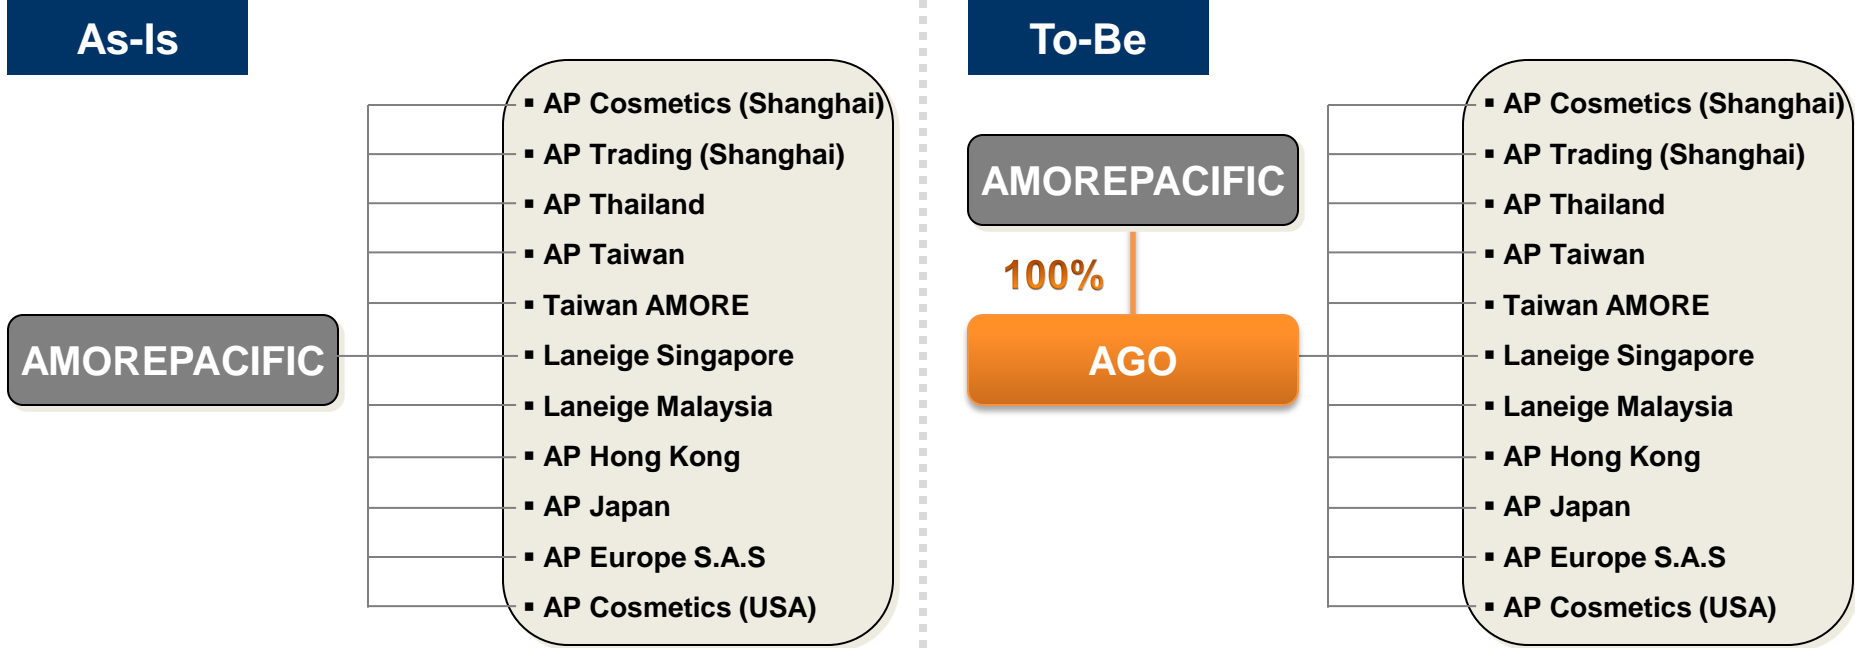 As-Is
AMOREPACIFIC
▪ AP Cosmetics (Shanghai)
▪ AP Trading (Shanghai)
▪ AP Thailand
▪ AP Taiwan
▪ Taiwan AMORE
▪ Laneige Singapore
▪ Laneige Malaysia
▪ AP Hong Kong
▪ AP Japan
▪ AP Europe S.A.S
▪ AP Cosmetics (USA)
To-Be
AMOREPACIFIC
100%
AGO
▪ AP Cosmetics (Shanghai)
▪ AP Trading (Shanghai)
▪ AP Thailand
▪ AP Taiwan
▪ Taiwan AMORE
▪ Laneige Singapore
▪ Laneige Malaysia
▪ AP Hong Kong
▪ AP Japan
▪ AP Europe S.A.S
▪ AP Cosmetics (USA)